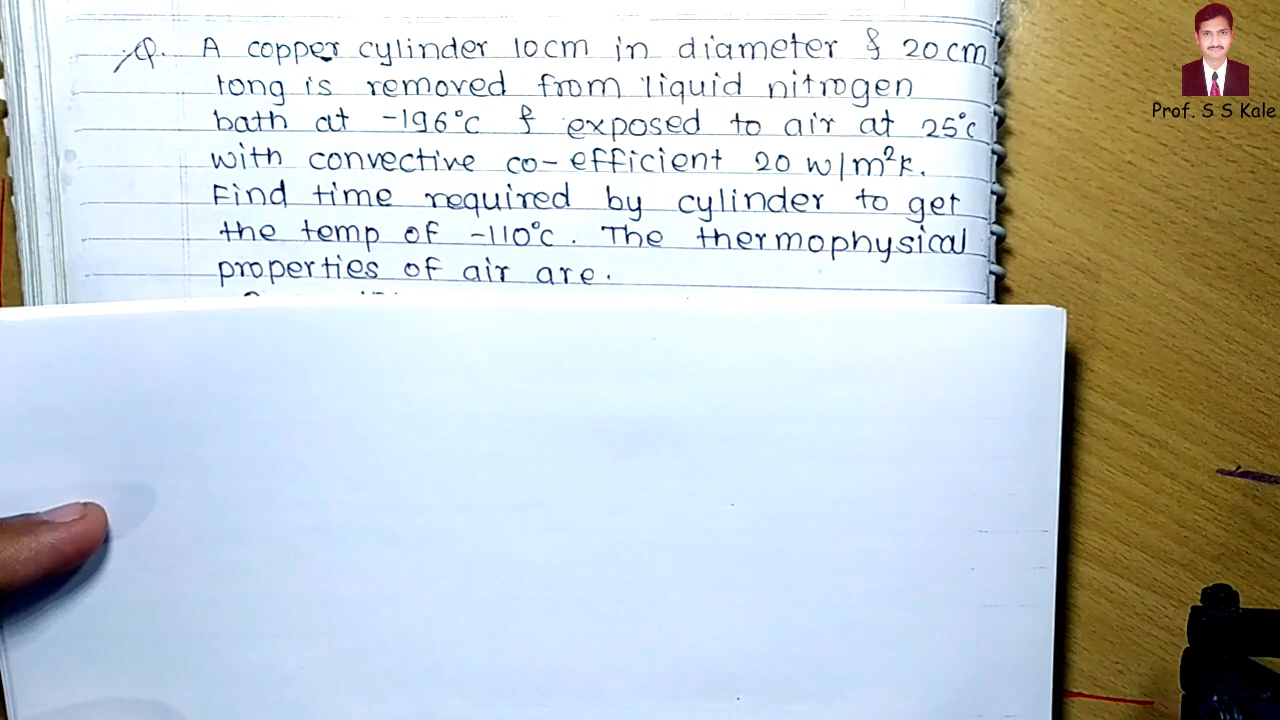 Q. A copper cylinder 10cm in diameter & 20cm
long is removed from liquid nitrogen
bath at -196°C & exposed to air at 25°C
with convective co-efficient 20 W/m²K.
Find time required by cylinder to get
the temp of -110°C. The thermophysical
properties of air are.
Prof. S S Kale